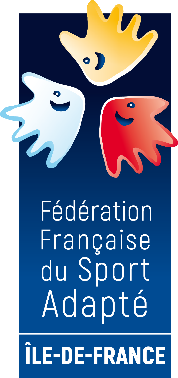 Fédération
Française
du Sport
Adapté
ÎLE-DE-FRANCE